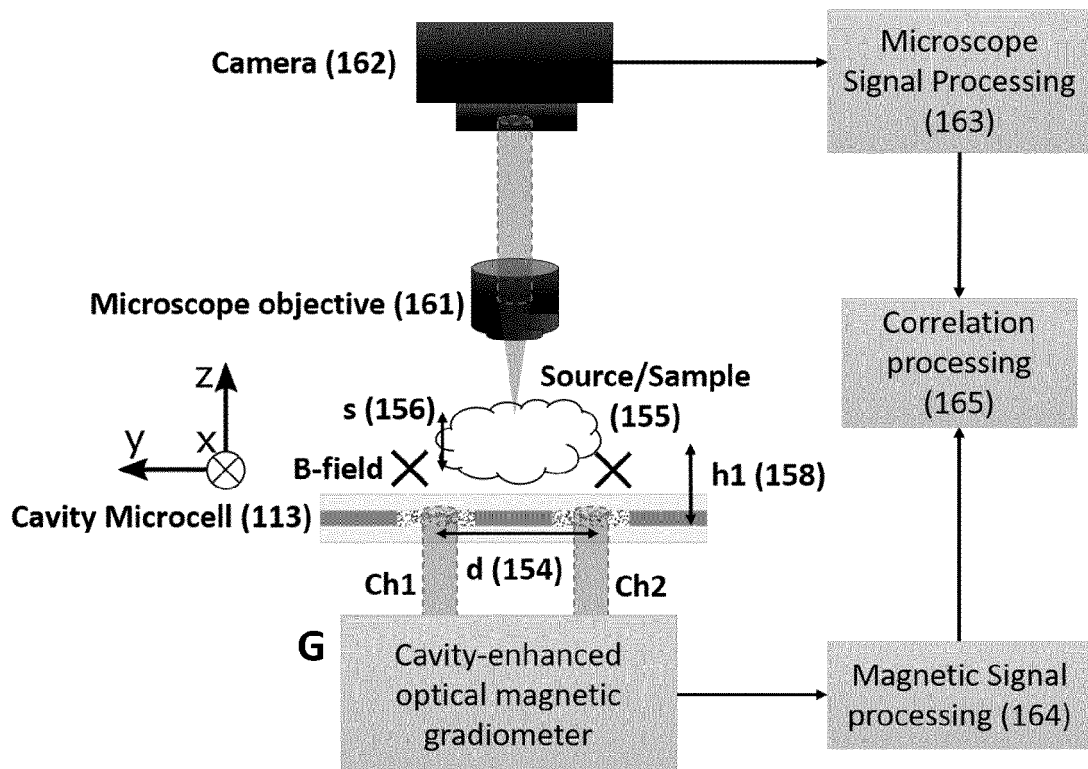 Camera (162)
Microscope
Signal Processing
(163)
Microscope objective (161)
Correlation
processing
(165)
Source/Sample
(155)
s (156)
z
y
x
B-field
h1 (158)
Cavity Microcell (113)
d (154)
Ch1
Ch2
G
Cavity-enhanced
optical magnetic
gradiometer
Magnetic Signal
processing (164)